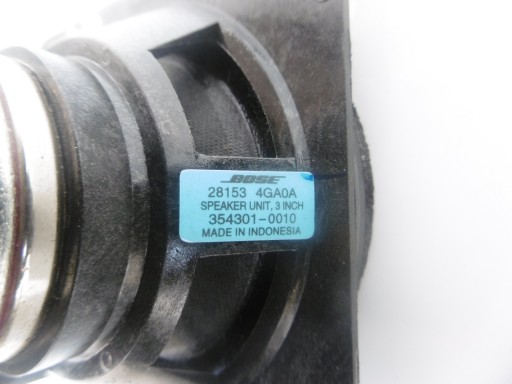 BOSE
28153 4GA0A
SPEAKER UNIT, 3 INCH
354301-0010
MADE IN INDONESIA